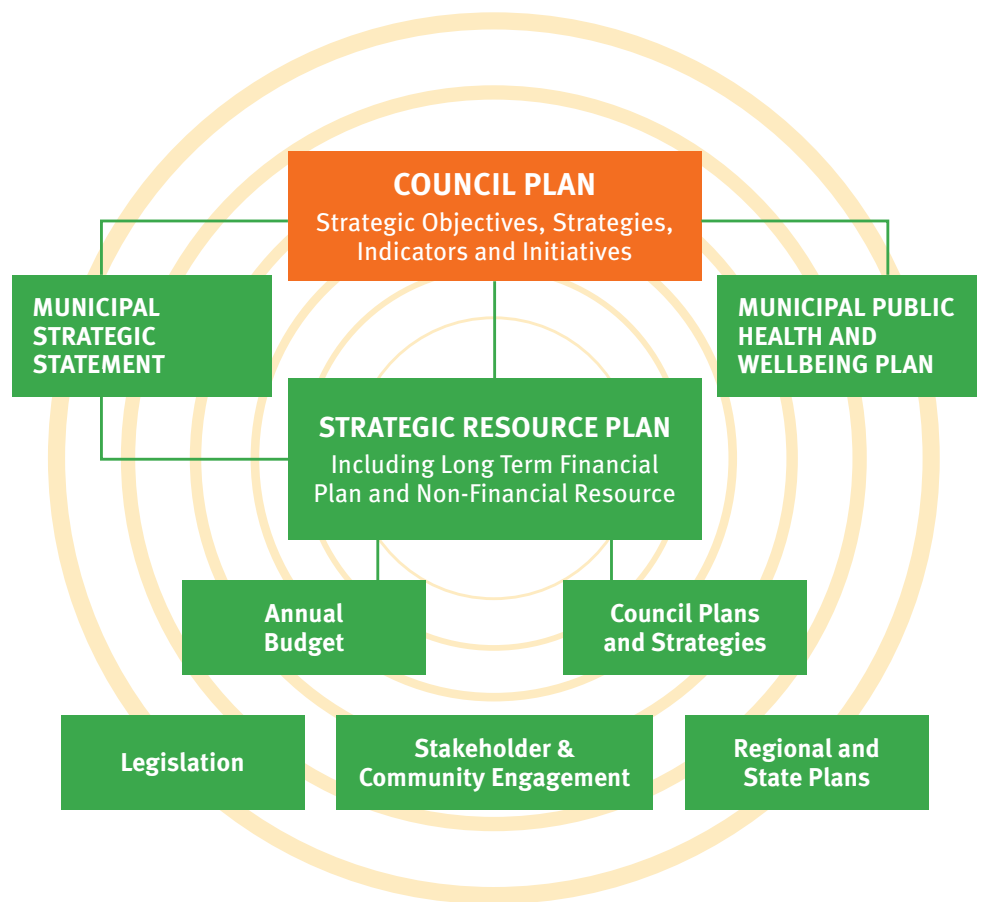 COUNCIL PLAN
Strategic Objectives, Strategies,
Indicators and Initiatives
MUNICIPAL
STRATEGIC
STATEMENT
MUNICIPAL PUBLIC
HEALTH AND
WELLBEING PLAN
STRATEGIC RESOURCE PLAN
Including Long Term Financial
Plan and Non-Financial Resource
Annual
Budget
Council Plans
and Strategies
Legislation
Stakeholder &
Community Engagement
Regional and
State Plans